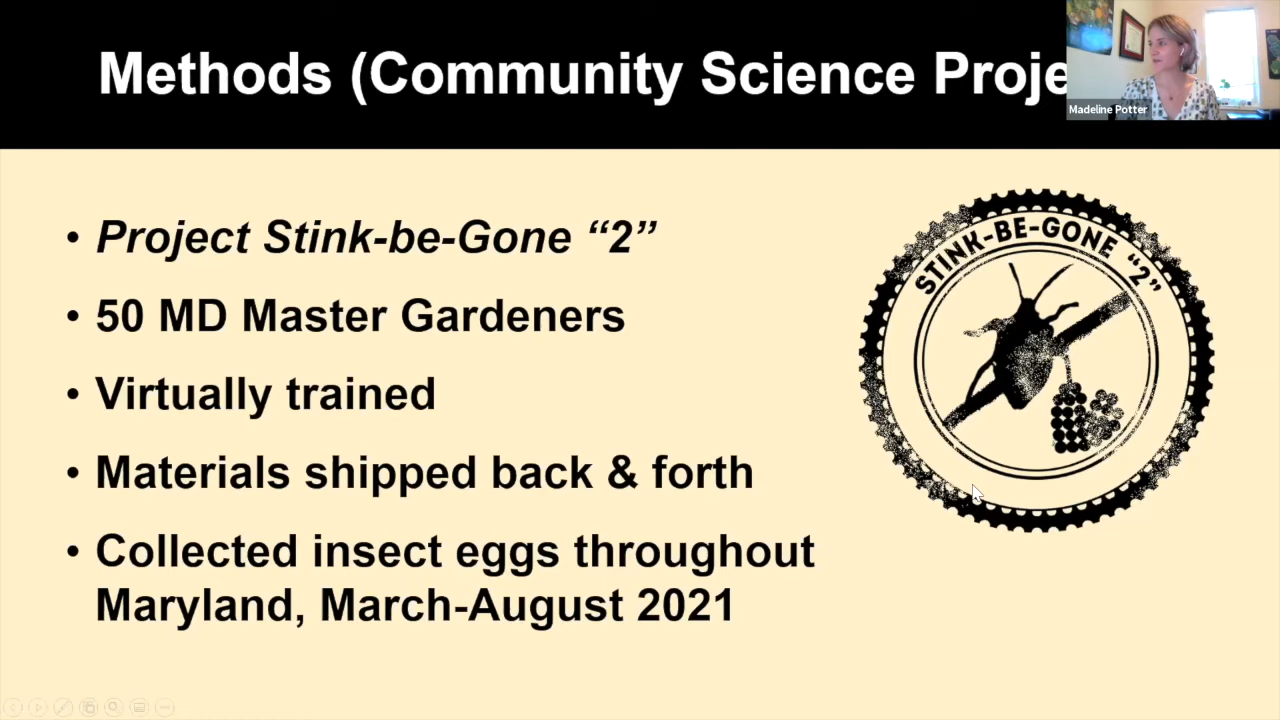 Methods (Community Science Proje
Madeline Potter
• Project Stink-be-Gone “2”
• 50 MD Master Gardeners
• Virtually trained
• Materials shipped back & forth
• Collected insect eggs throughout
Maryland, March-August 2021
STINK-BE-GONE “2”